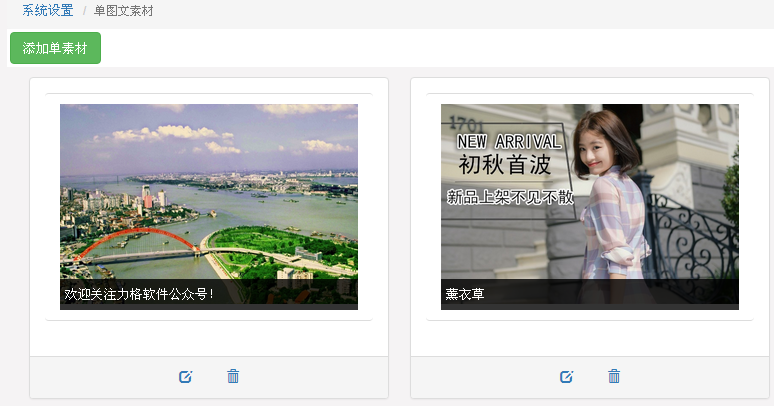 系统设置 / 单图文素材
添加单素材
欢迎关注力格软件公众号!
1701
NEW ARRIVAL
初秋首波
新品上架不见不散
薰衣草